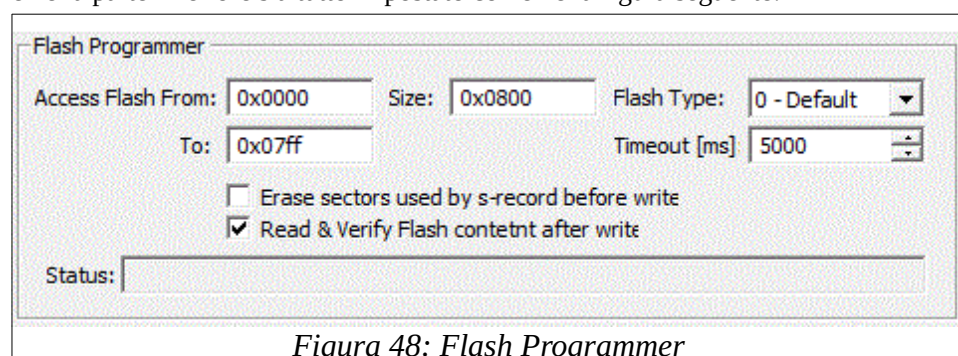 Flash Programmer
Access Flash From: 0x0000 Size: 0x0800 Flash Type: 0 - Default
To: 0x07ff Timeout [ms] 5000
Erase sectors used by s-record before write
Read & Verify Flash contetnt after write
Status:
Figura 48: Flash Programmer